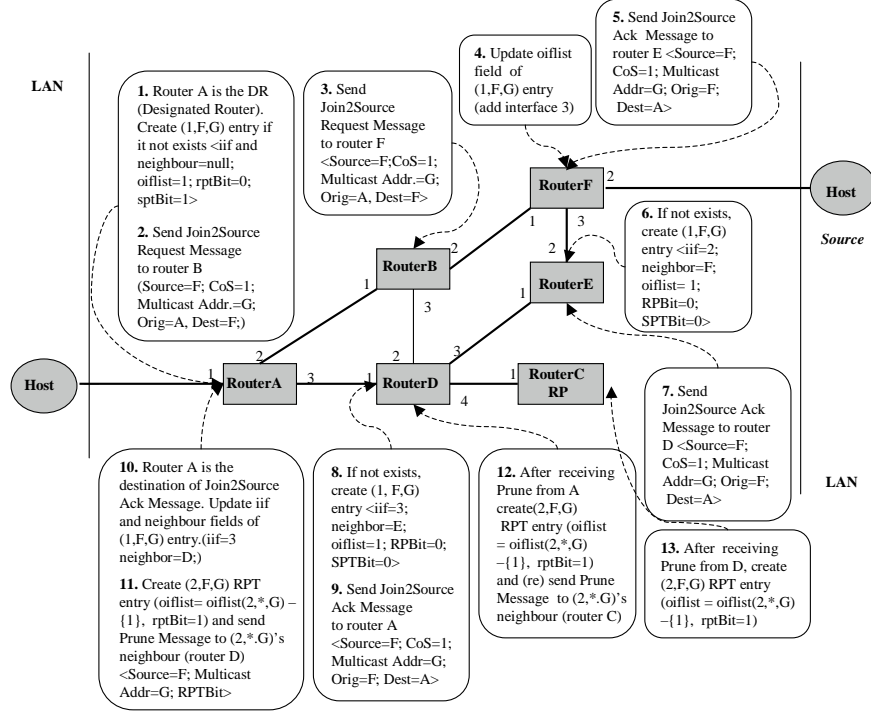 LAN
1. Router A is the DR
(Designated Router).
Create (1,F,G) entry if
it not exists <iif and
neighbour=null;
oiflist=1; rptBit=0;
sptBit=1>
2. Send Join2Source
Request Message
to router B
(Source=F; CoS=1;
Multicast Addr.=G;
Orig=A, Dest=F;)
3. Send
Join2Source
Request Message
to router F
<Source=F;CoS=1;
Multicast Addr.=G;
Orig=A, Dest=F>
4. Update oiflist
field of
(1,F,G) entry
(add interface 3)
5. Send Join2Source
Ack Message to
router E <Source=F;
CoS=1; Multicast
Addr=G; Orig=F;
Dest=A>
RouterF
2
1
3
Host
Source
6. If not exists,
create (1,F,G)
entry <iif=2;
neighbor=F;
oiflist= 1;
RPBit=0;
SPTBit=0>
RouterB
2
1
3
2
RouterE
1
Host
1
2
RouterA
3
2
3
1
RouterD
4
1
RouterC
RP
7. Send
Join2Source Ack
Message to router
D <Source=F;
CoS=1; Multicast
Addr=G; Orig=F;
Dest=A>
LAN
10. Router A is the
destination of Join2Source
Ack Message. Update iif
and neighbour fields of
(1,F,G) entry.(iif=3
neighbor=D;)
11. Create (2,F,G) RPT
entry (oiflist= oiflist(2,*,G) –
{1}, rptBit=1) and send
Prune Message to (2,*.G)'s
neighbour (router D)
<Source=F; Multicast
Addr=G; RPTBit>
8. If not exists,
create (1, F,G)
entry <iif=3;
neighbor=E;
oiflist=1; RPBit=0;
SPTBit=0>
9. Send Join2Source
Ack Message
to router A
<Source=F; CoS=1;
Multicast Addr=G;
Orig=F; Dest=A>
12. After receiving
Prune from A
create(2,F,G)
RPT entry (oiflist
= oiflist(2,*,G)
–{1}, rptBit=1)
and (re) send Prune
Message to (2,*.G)'s
neighbour (router C)
13. After receiving
Prune from D, create
(2,F,G) RPT entry
(oiflist = oiflist(2,*,G)
–{1}, rptBit=1)